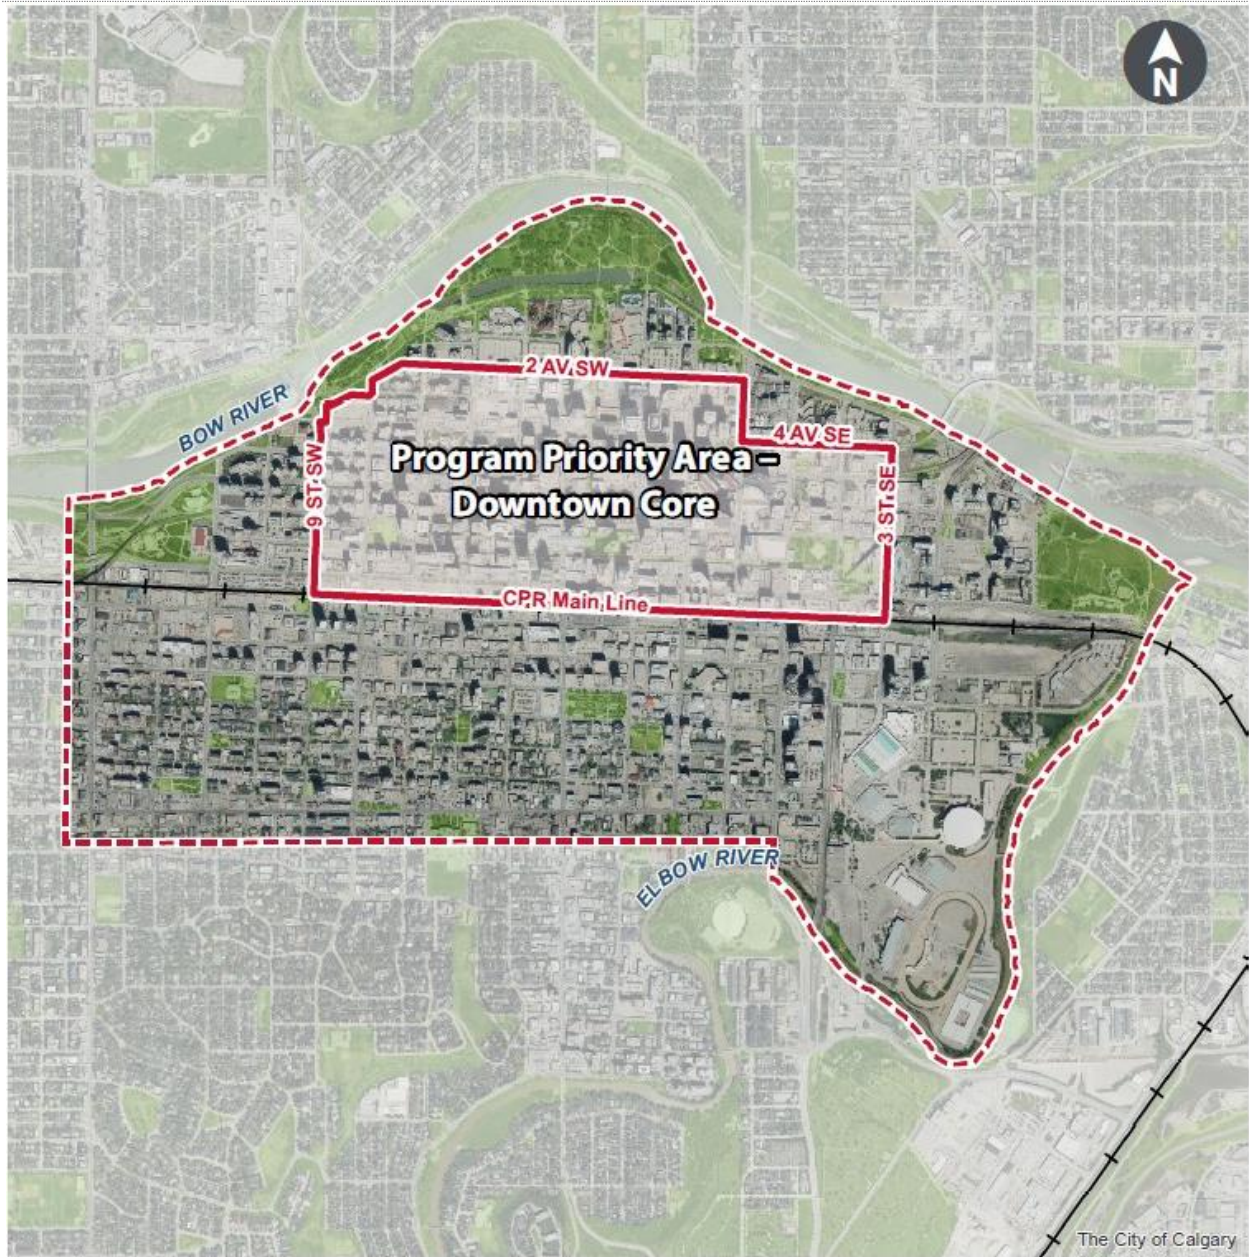 N
2 AV SW
BOW RIVER
4 AV SE
Program Priority Area –
Downtown Core
9 ST SW
3 ST SE
CPR Main Line
ELBOW RIVER
The City of Calgary